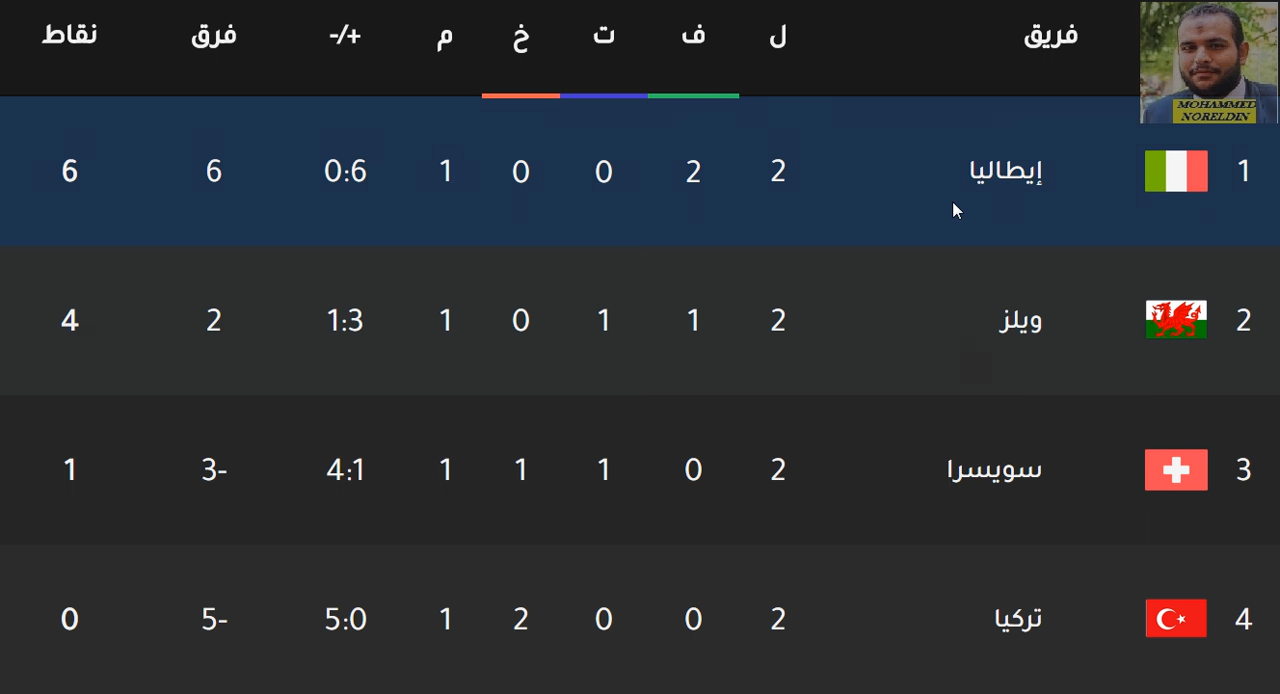 فريق ل ف ت خ م +/- فرق نقاط
MOHAMMED
NORELDIN
1 إيطاليا 2 2 0 0 1 0:6 6 6
2 ويلز 2 1 1 0 1 1:3 2 4
3 سويسرا 2 0 1 1 1 4:1 3- 1
4 تركيا 2 0 0 2 1 5:0 5- 0